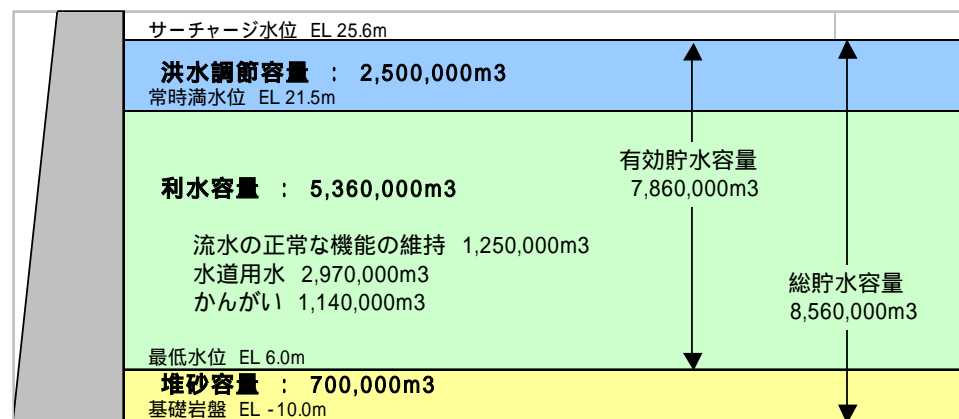 サーチャージ水位 EL 25.6m
洪水調節容量 : 2,500,000m3
常時満水位 EL 21.5m
有効貯水容量
7,860,000m3
利水容量 : 5,360,000m3
流水の正常な機能の維持 1,250,000m3
水道用水 2,970,000m3
かんがい 1,140,000m3
総貯水容量
8,560,000m3
最低水位 EL 6.0m
堆砂容量 : 700,000m3
基礎岩盤 EL -10.0m